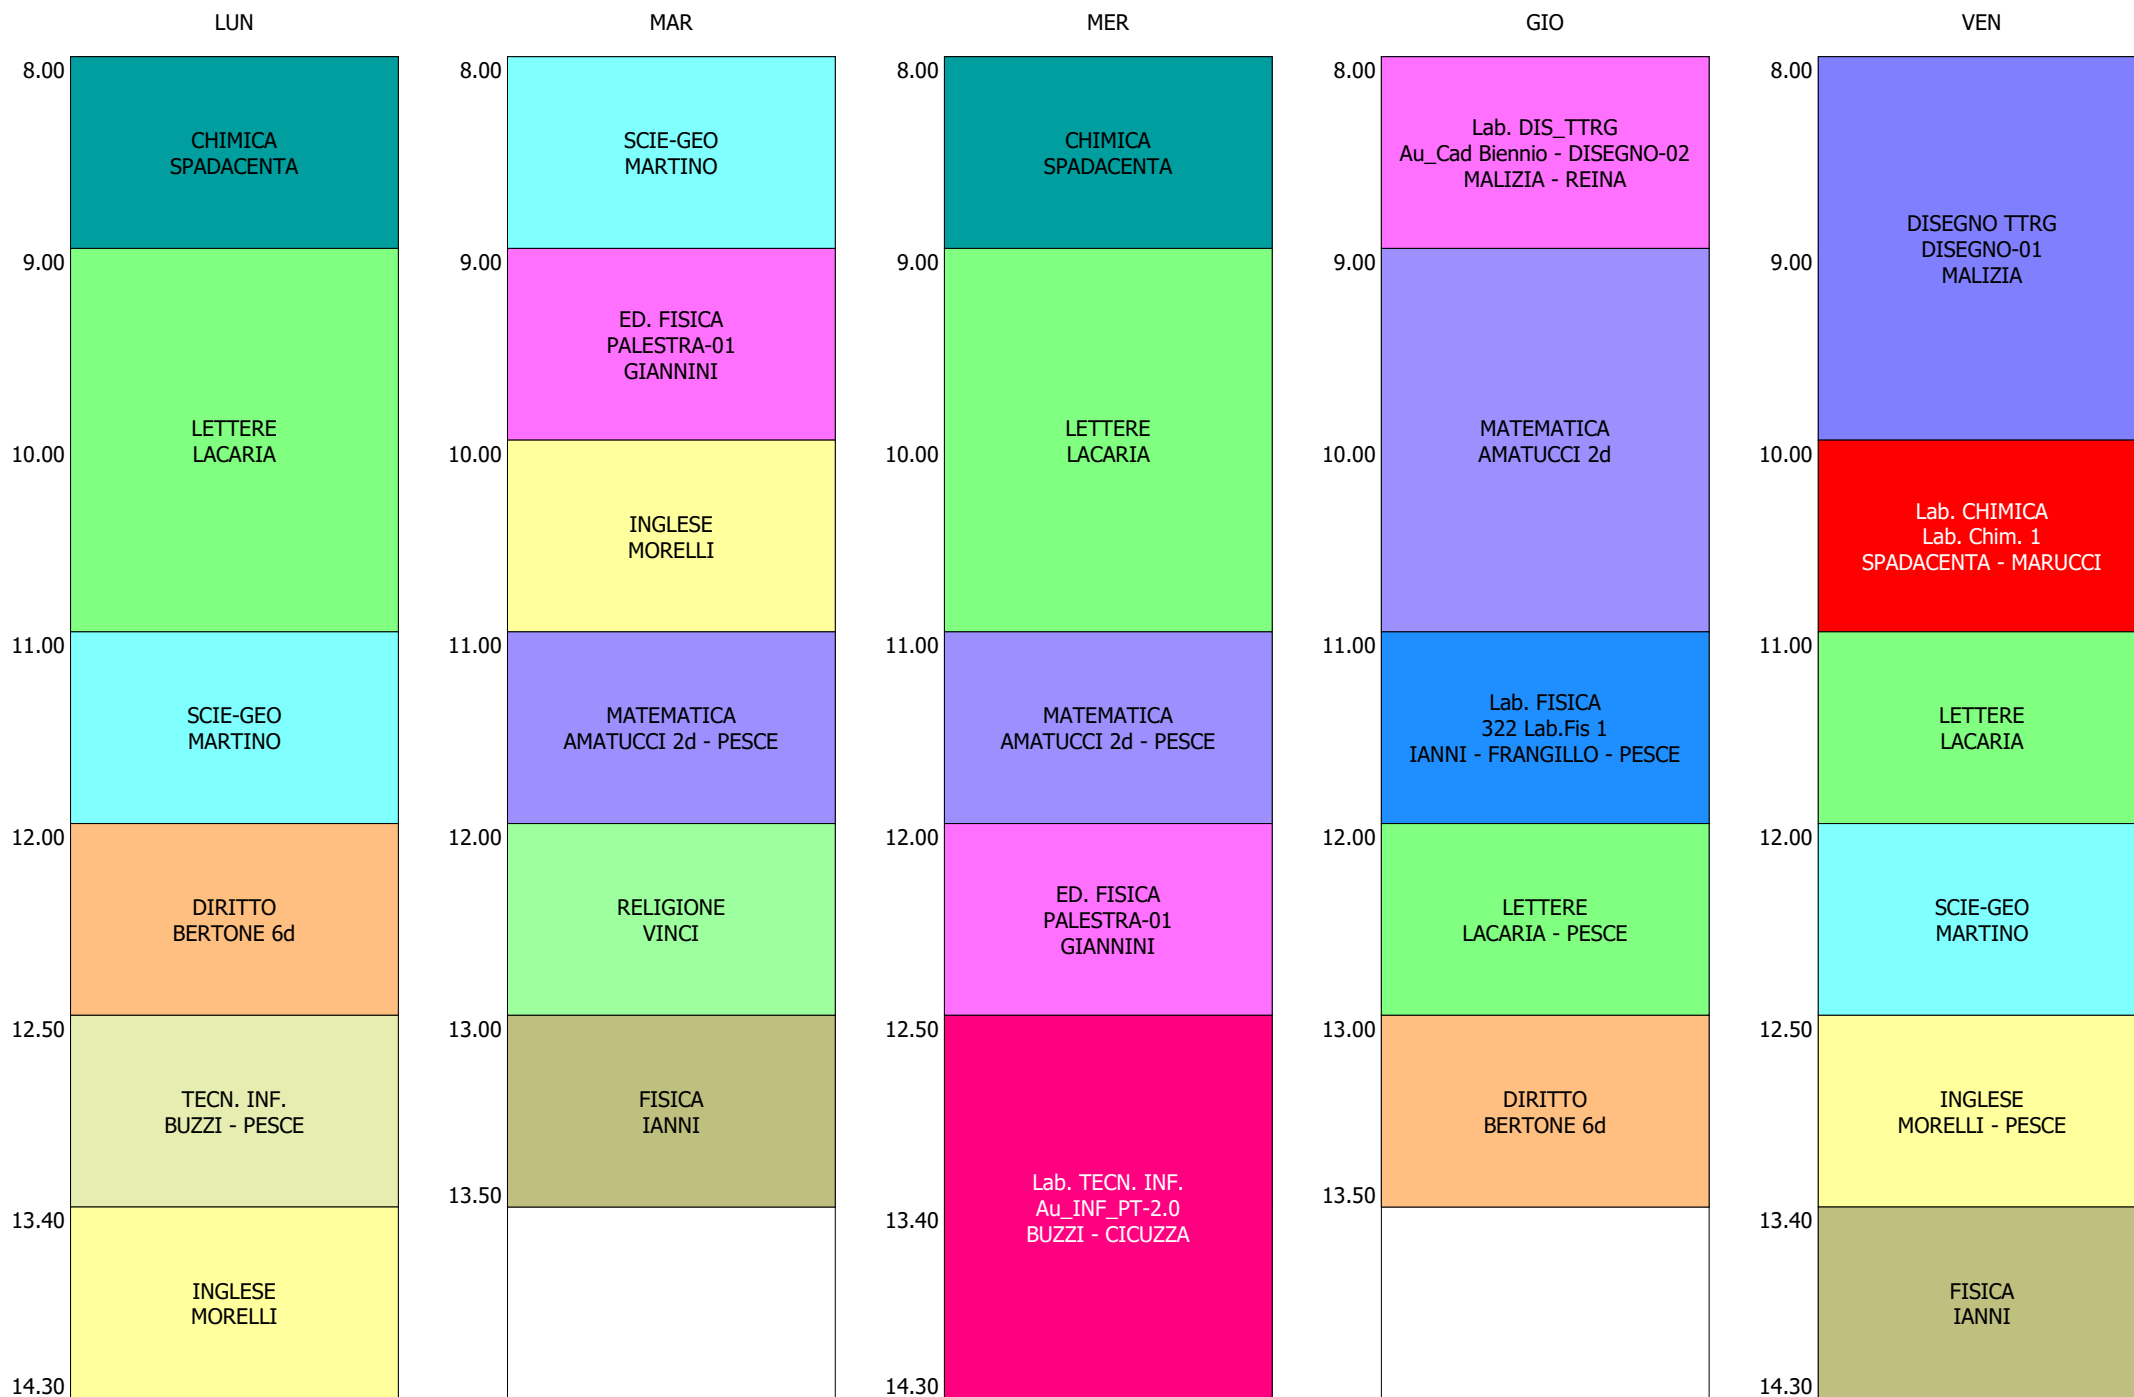 LUN
8.00
CHIMICA
SPADACENTA
9.00
LETTERE
LACARIA
10.00
11.00
SCIE-GEO
MARTINO
12.00
DIRITTO
BERTONE 6d
12.50
TECN. INF.
BUZZI - PESCE
13.40
INGLESE
MORELLI
14.30
MAR
8.00
SCIE-GEO
MARTINO
9.00
ED. FISICA
PALESTRA-01
GIANNINI
10.00
INGLESE
MORELLI
11.00
MATEMATICA
AMATUCCI 2d - PESCE
12.00
RELIGIONE
VINCI
13.00
FISICA
IANNI
13.50
MER
8.00
CHIMICA
SPADACENTA
9.00
LETTERE
LACARIA
10.00
11.00
MATEMATICA
AMATUCCI 2d - PESCE
12.00
ED. FISICA
PALESTRA-01
GIANNINI
12.50
Lab. TECN. INF.
Au_INF_PT-2.0
BUZZI - CICUZZA
13.40
14.30
GIO
8.00
Lab. DIS_TTRG
Au_Cad Biennio - DISEGNO-02
MALIZIA - REINA
9.00
MATEMATICA
AMATUCCI 2d
10.00
11.00
Lab. FISICA
322 Lab.Fis 1
IANNI - FRANGILLO - PESCE
12.00
LETTERE
LACARIA - PESCE
13.00
DIRITTO
BERTONE 6d
13.50
VEN
8.00
DISEGNO TTRG
DISEGNO-01
MALIZIA
9.00
10.00
Lab. CHIMICA
Lab. Chim. 1
SPADACENTA - MARUCCI
11.00
LETTERE
LACARIA
12.00
SCIE-GEO
MARTINO
12.50
INGLESE
MORELLI - PESCE
13.40
FISICA
IANNI
14.30